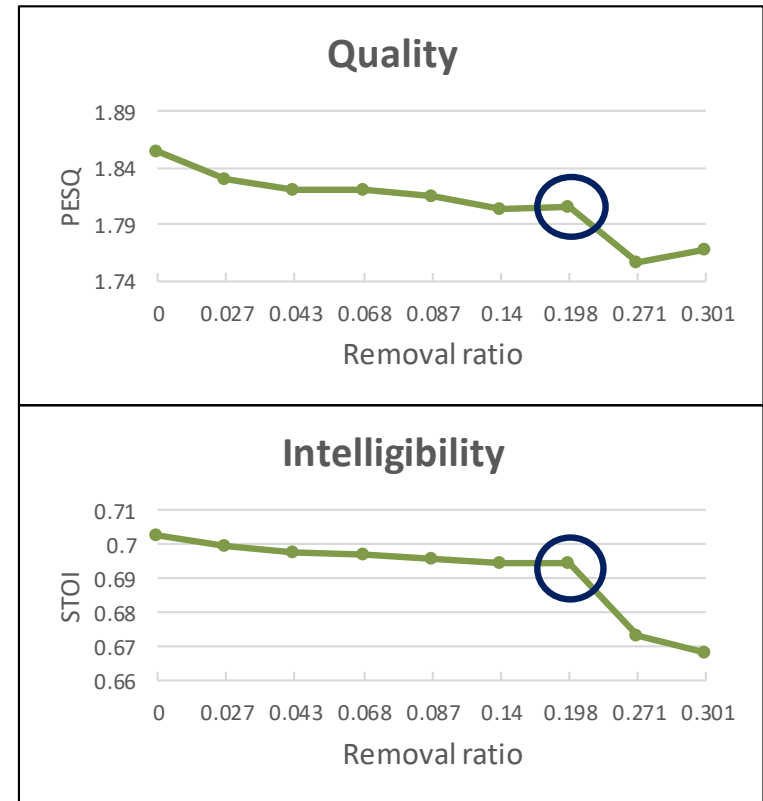 Quality
1.89
1.84
1.79
1.74
PESQ
0 0.027 0.043 0.068 0.087 0.14 0.198 0.271 0.301
Removal ratio
Intelligibility
0.71
0.7
0.69
0.68
0.67
0.66
STOI
0 0.027 0.043 0.068 0.087 0.14 0.198 0.271 0.301
Removal ratio